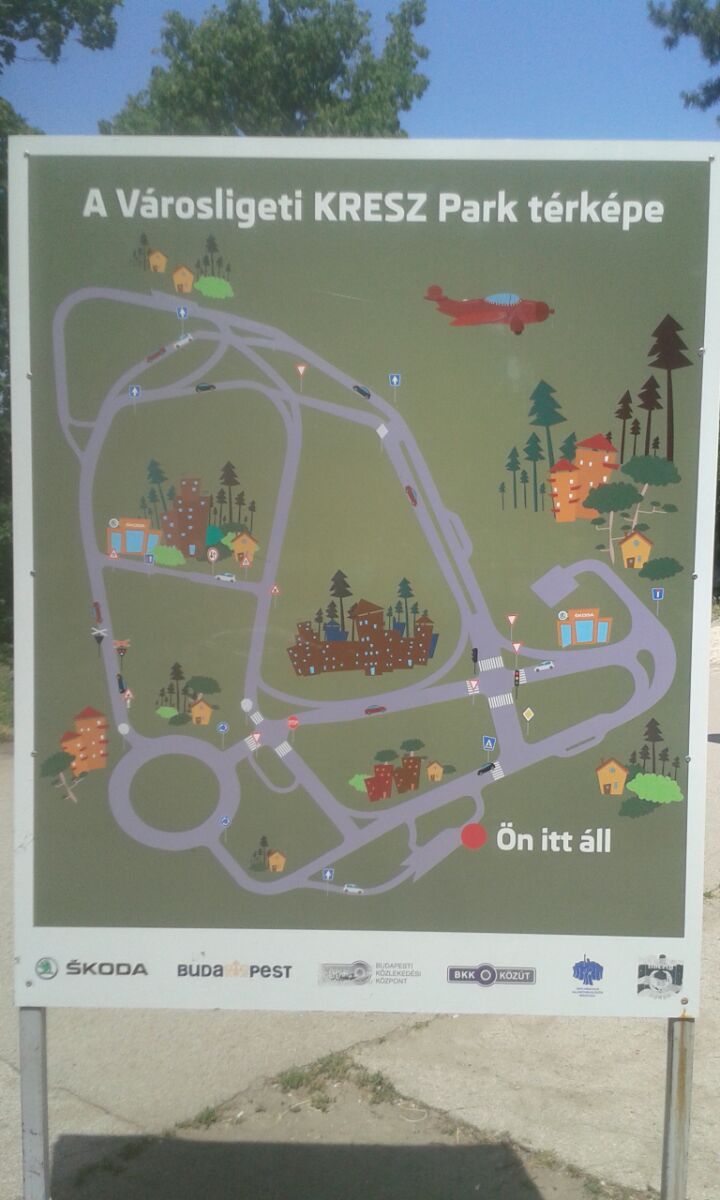 A Városligeti KRESZ Park térképe
ŠKODA
ŠKODA
Ön itt áll
ŠKODA
BUDAPEST
BUDAPESTI
KÖZLEKEDÉSI
KÖZPONT
BKK KÖZÚT